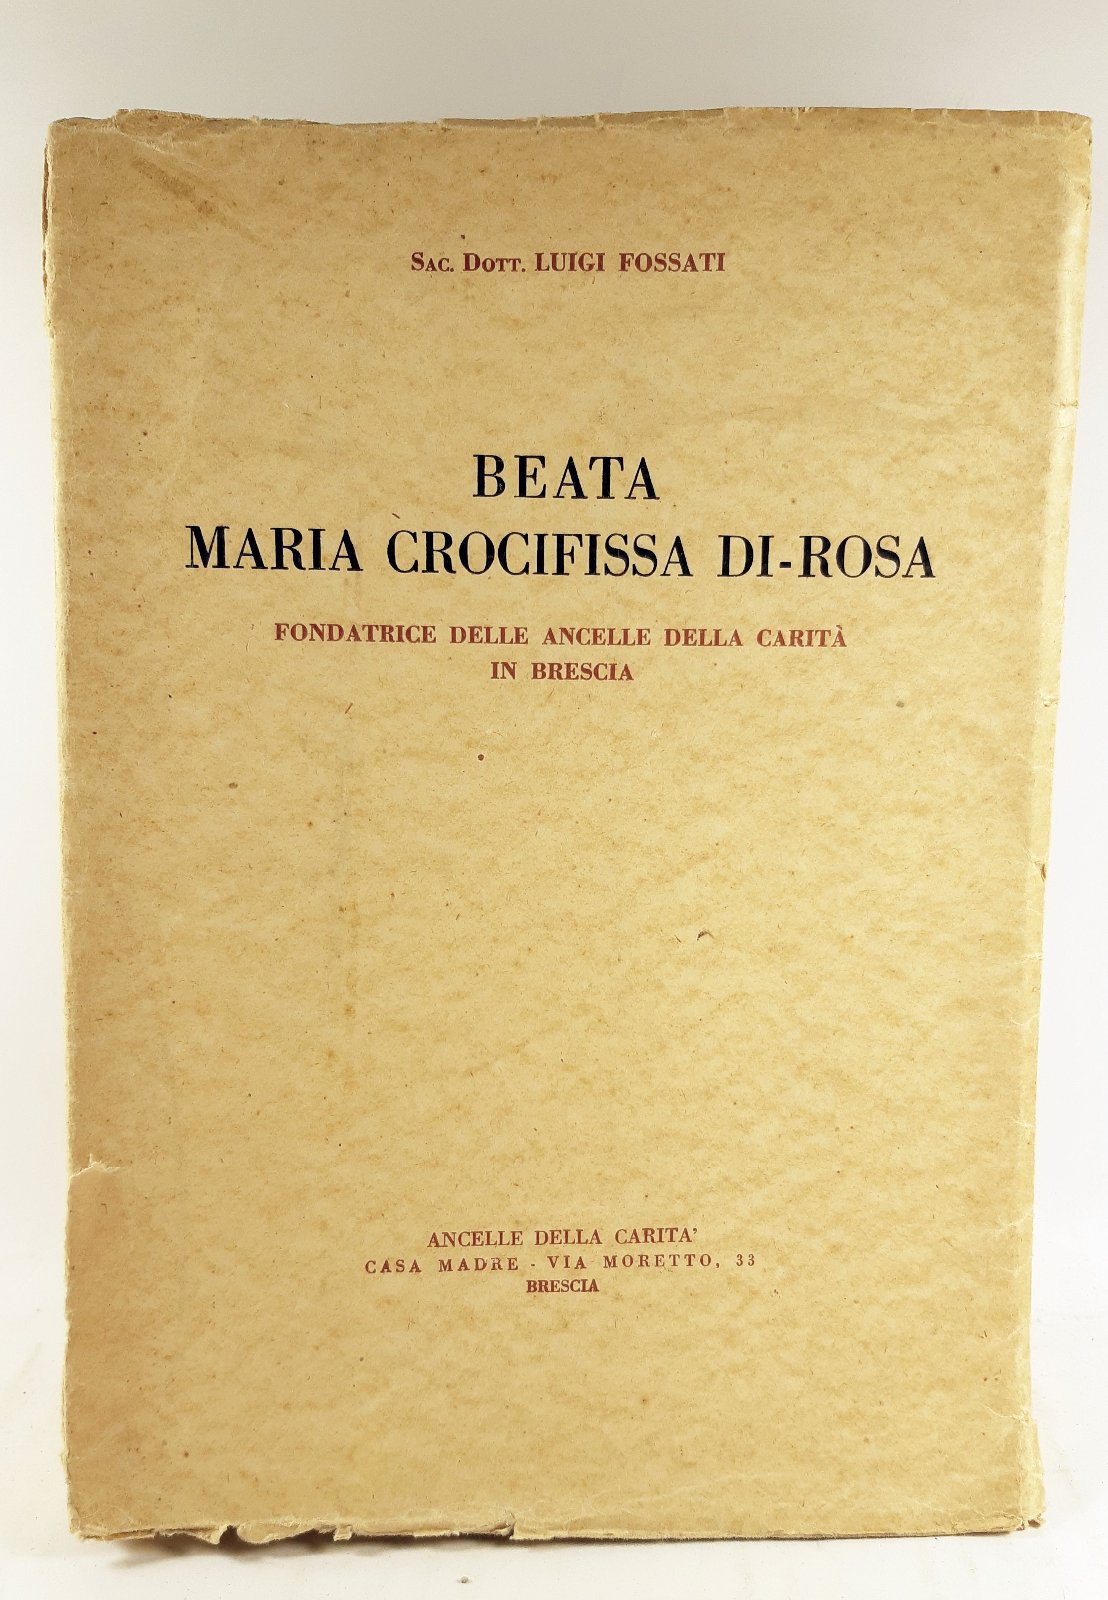 Sac. Dott. LUIGI FOSSATI
BEATA
MARIA CROCIFISSA DI-ROSA
FONDATRICE DELLE ANCELLE DELLA CARITÀ
IN BRESCIA
ANCELLE DELLA CARITA'
CASA MADRE - VIA MORETTO, 33
BRESCIA